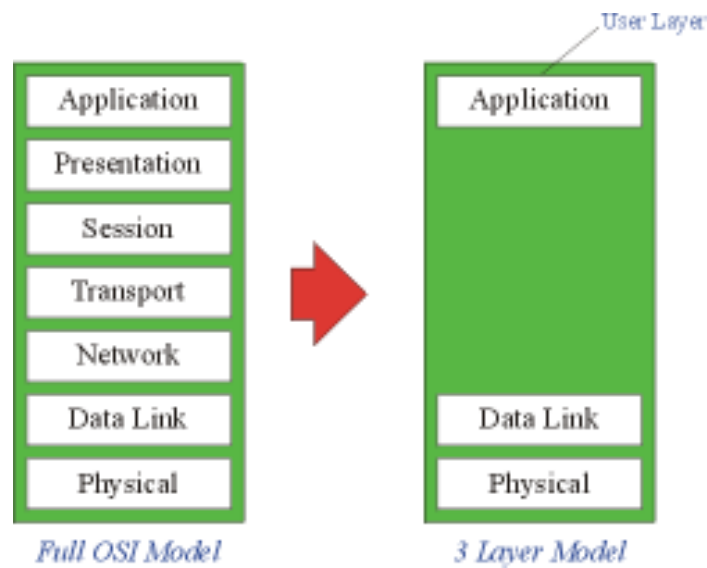 User Layer
Application
Presentation
Session
Transport
Network
Data Link
Physical
Full OSI Model
Application
Data Link
Physical
3 Layer Model